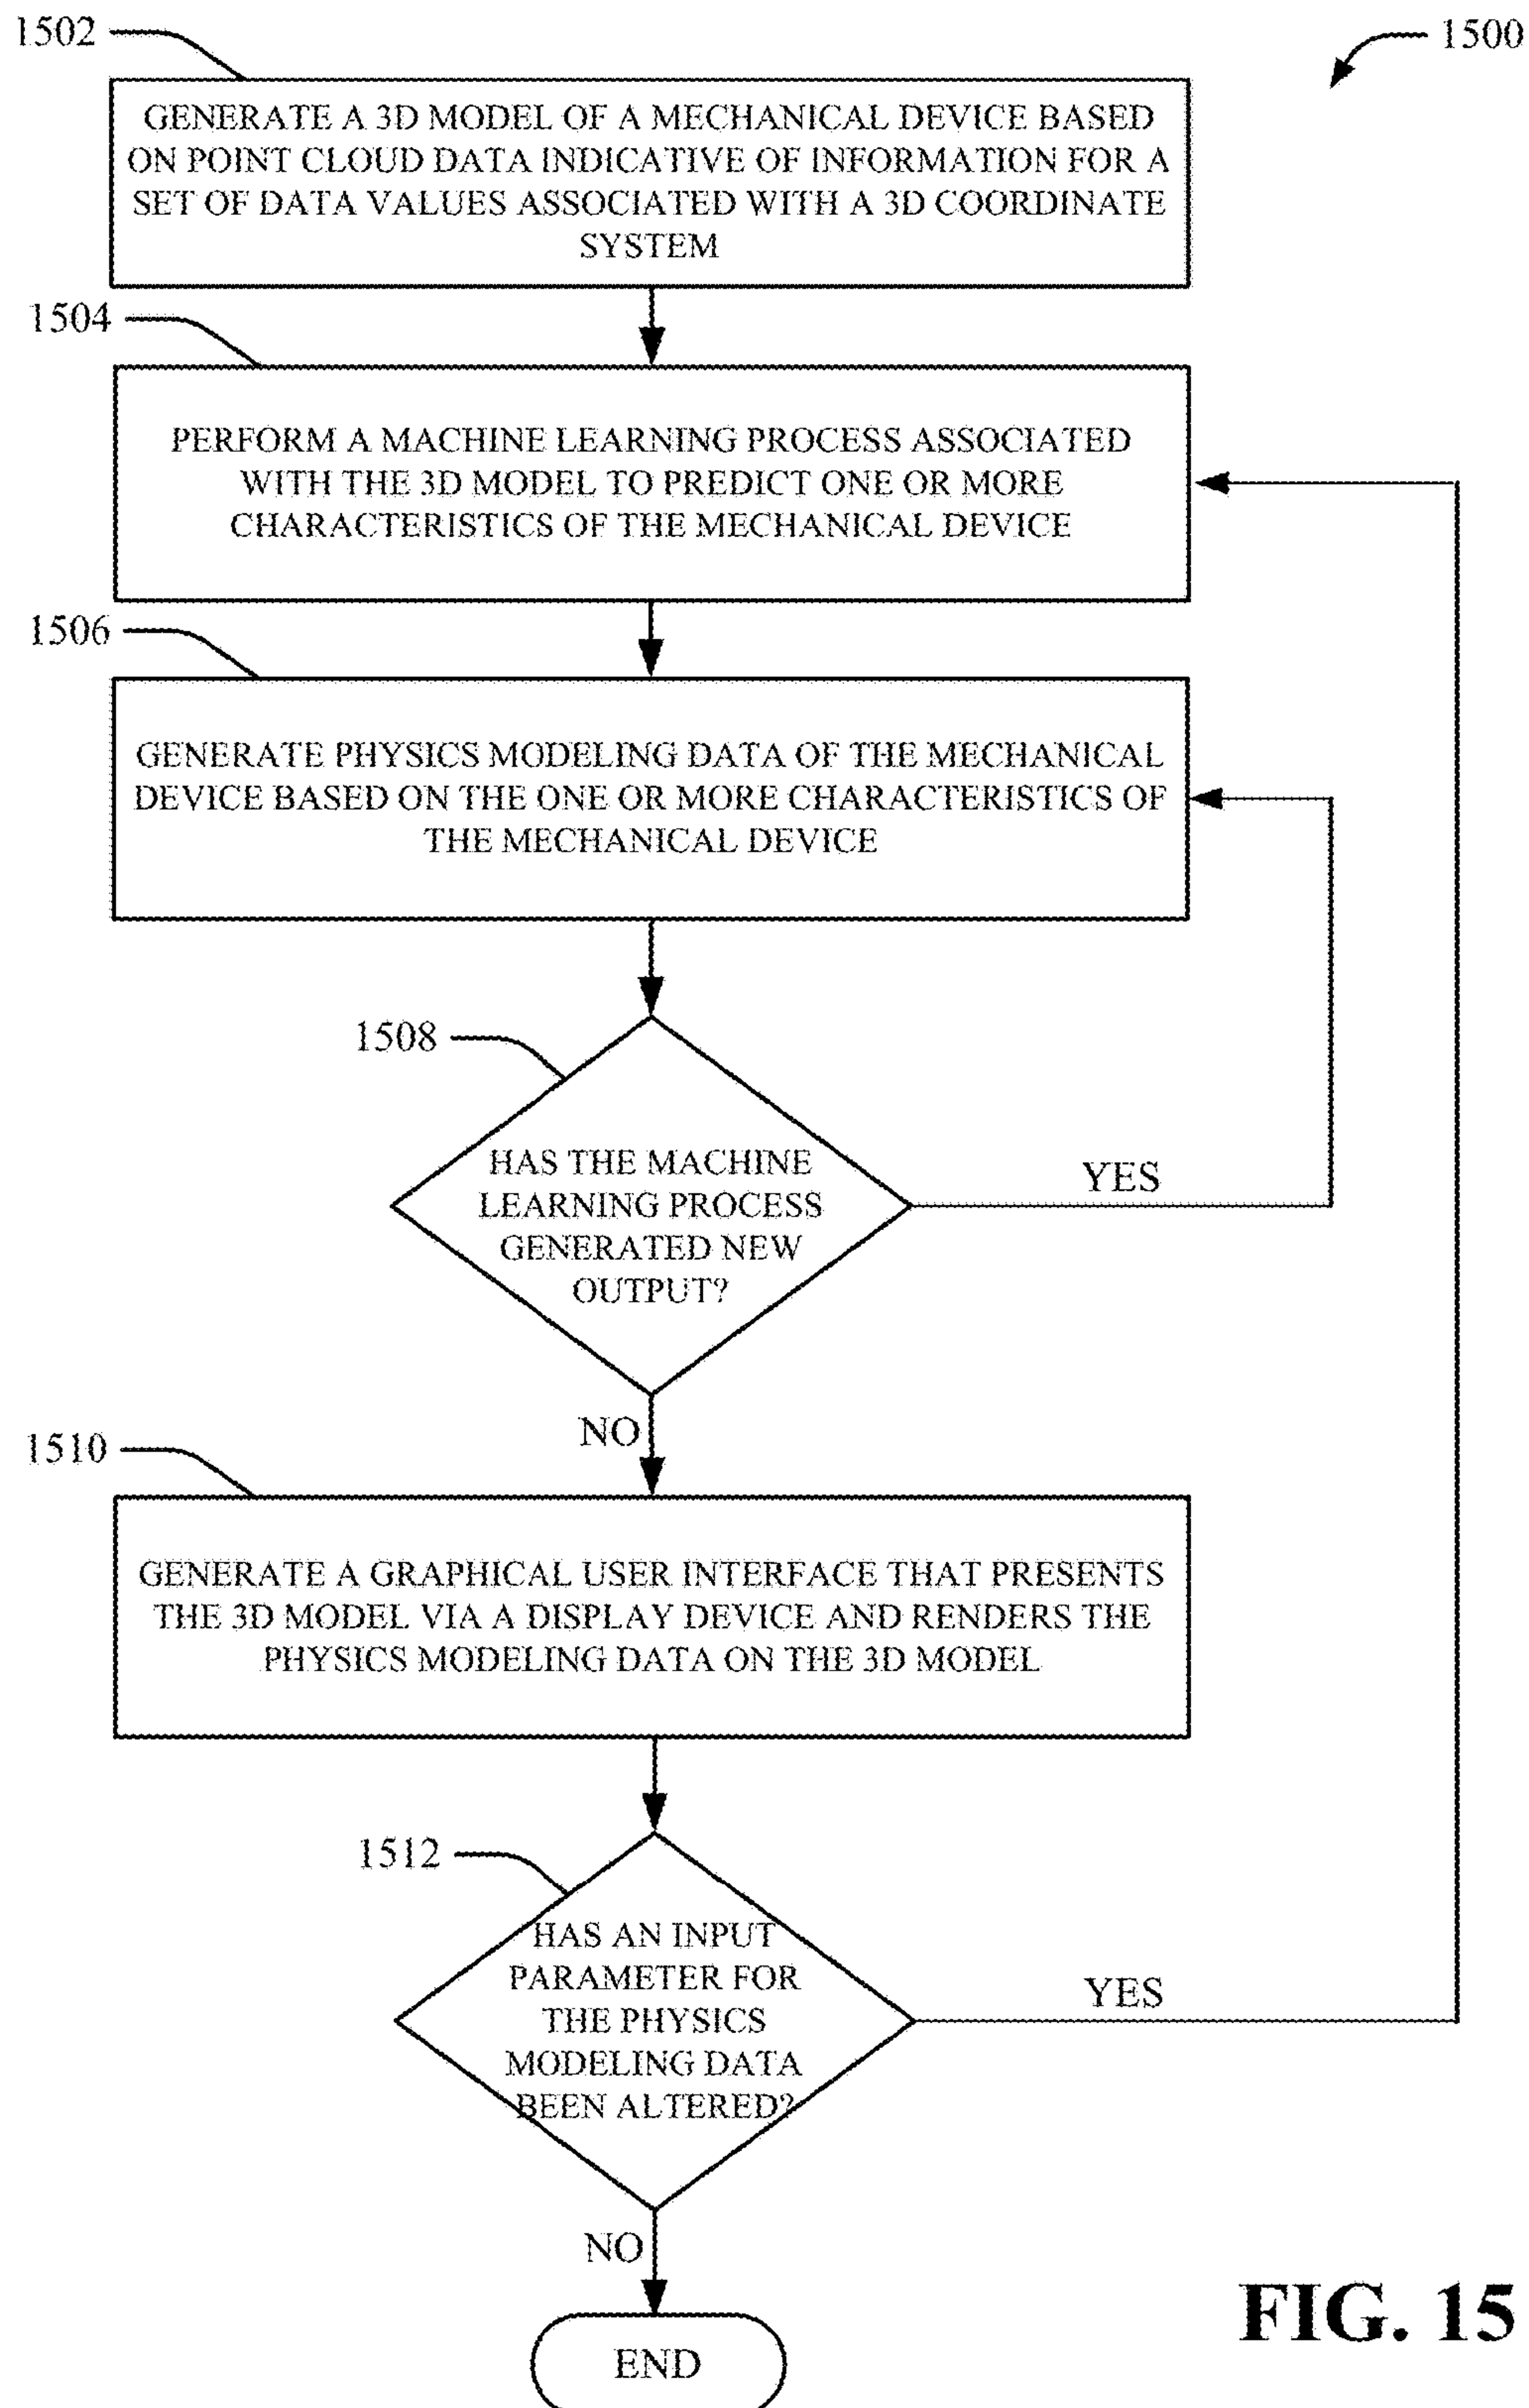 1502
1500
GENERATE A 3D MODEL OF A MECHANICAL DEVICE BASED
ON POINT CLOUD DATA INDICATIVE OF INFORMATION FOR A
SET OF DATA VALUES ASSOCIATED WITH A 3D COORDINATE
SYSTEM
1504
PERFORM A MACHINE LEARNING PROCESS ASSOCIATED
WITH THE 3D MODEL TO PREDICT ONE OR MORE
CHARACTERISTICS OF THE MECHANICAL DEVICE
1506
GENERATE PHYSICS MODELING DATA OF THE MECHANICAL
DEVICE BASED ON THE ONE OR MORE CHARACTERISTICS OF
THE MECHANICAL DEVICE
1508
HAS THE MACHINE
LEARNING PROCESS
GENERATED NEW
OUTPUT?
YES
NO
1510
GENERATE A GRAPHICAL USER INTERFACE THAT PRESENTS
THE 3D MODEL VIA A DISPLAY DEVICE AND RENDERS THE
PHYSICS MODELING DATA ON THE 3D MODEL
1512
HAS AN INPUT
PARAMETER FOR
THE PHYSICS
MODELING DATA
BEEN ALTERED?
YES
NO
END
FIG. 15